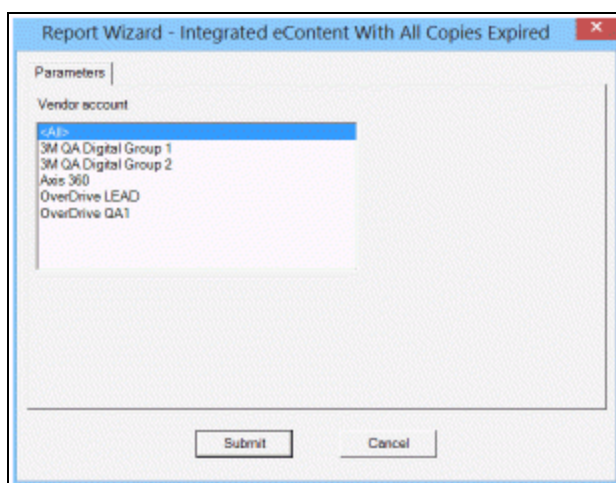 Report Wizard - Integrated eContent With All Copies Expired
Parameters
Vendor account
<All>
3M QA Digital Group 1
3M QA Digital Group 2
Axis 360
OverDrive LEAD
OverDrive QA1
Submit
Cancel